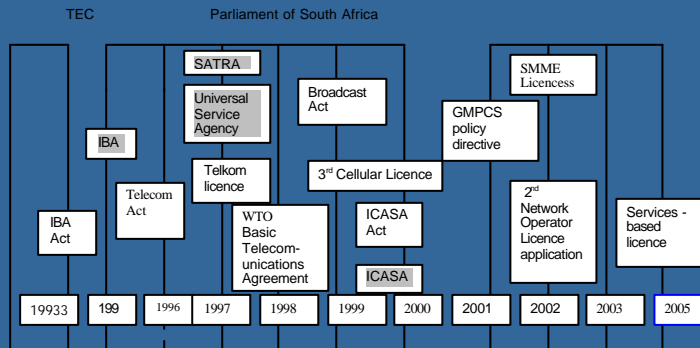 TEC Parliament of South Africa
SATRA
Universal
Service
Agency
Broadcast
Act
SMME
Licencess
GMPCS
policy
directive
IBA
Telkom
licence
3rd Cellular Licence
Telecom
Act
2nd
Network
Operator
Licence
application
IBA
Act
WTO
Basic
Telecom-
unications
Agreement
ICASA
Act
Services -
based
licence
ICASA
19933 199 1996 1997 1998 1999 2000 2001 2002 2003 2005